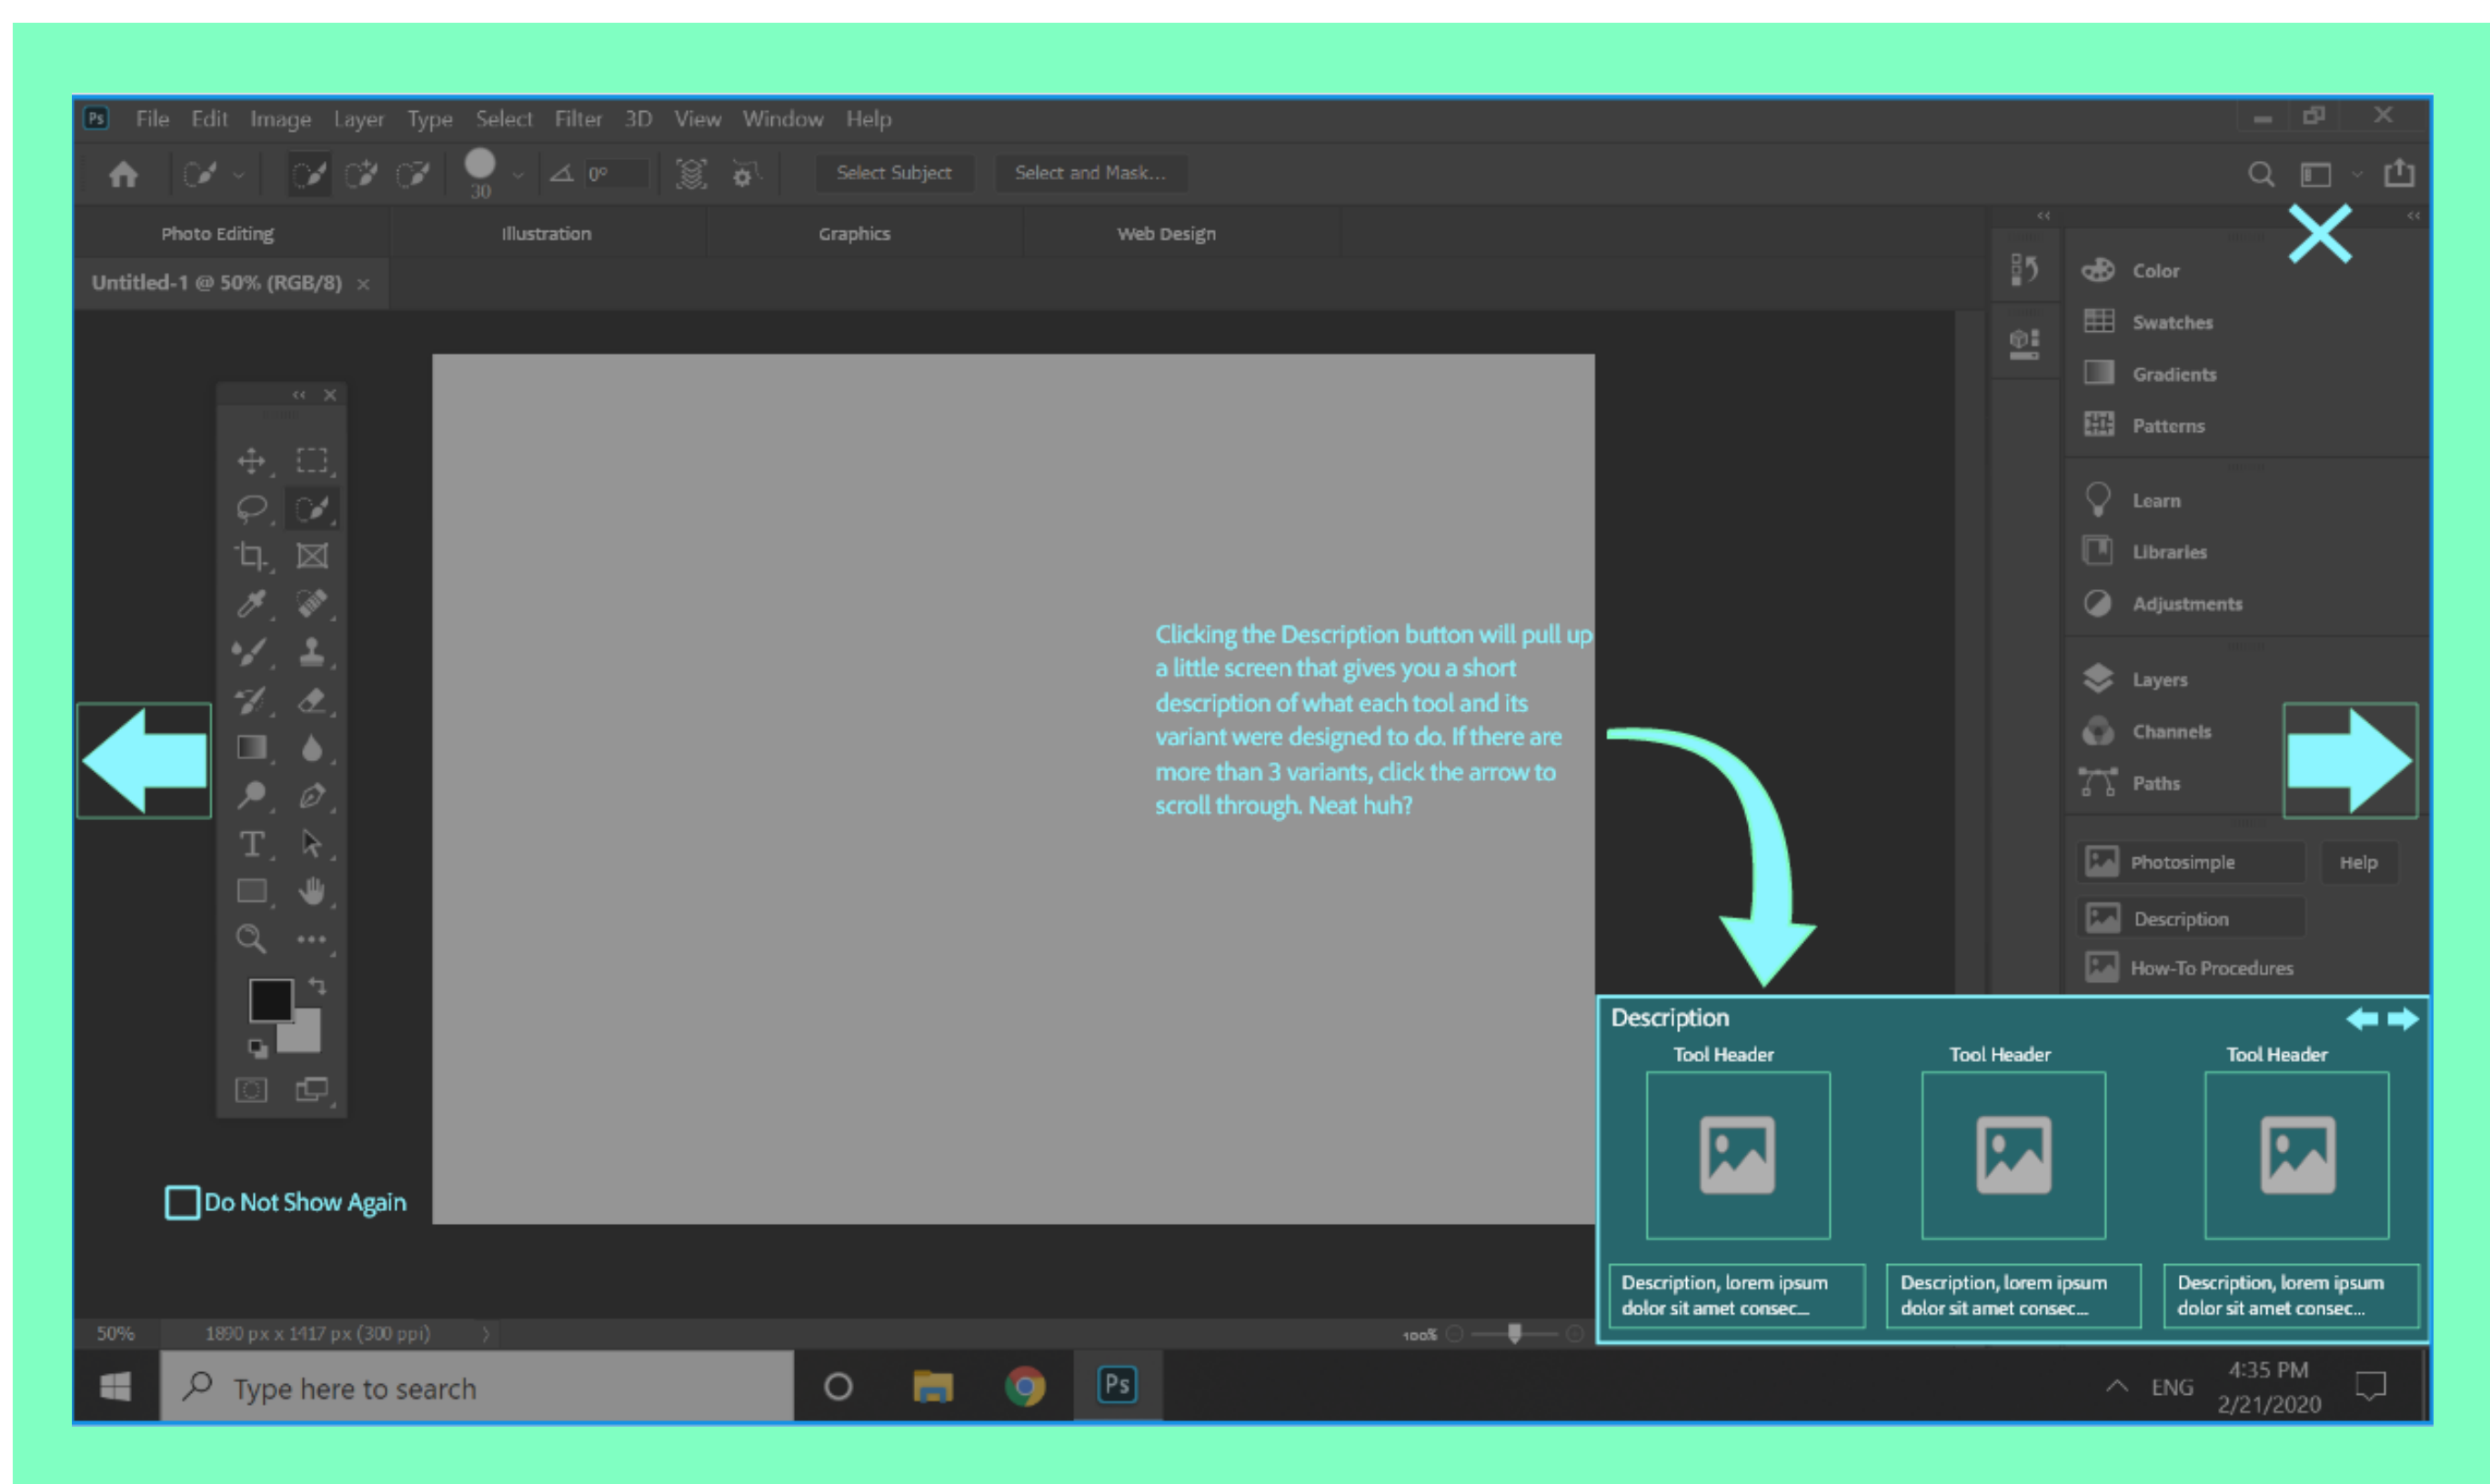 Ps File Edit Image Layer Type Select Filter 3D View Window Help
30 0° Select Subject Select and Mask...
Photo Editing Illustration Graphics Web Design
Untitled-1 @ 50% (RGB/8) ×
Color
Swatches
Gradients
Patterns
Learn
Libraries
Adjustments
Layers
Channels
Paths
Photosimple Help
Description
How-To Procedures
Clicking the Description button will pull up
a little screen that gives you a short
description of what each tool and its
variant were designed to do. If there are
more than 3 variants, click the arrow to
scroll through. Neat huh?
Do Not Show Again
Description
Tool Header Tool Header Tool Header
Description, lorem ipsum
dolor sit amet consec...
Description, lorem ipsum
dolor sit amet consec...
Description, lorem ipsum
dolor sit amet consec...
50% 1890 px x 1417 px (300 ppi) 100%
Type here to search Ps ENG
4:35 PM
2/21/2020